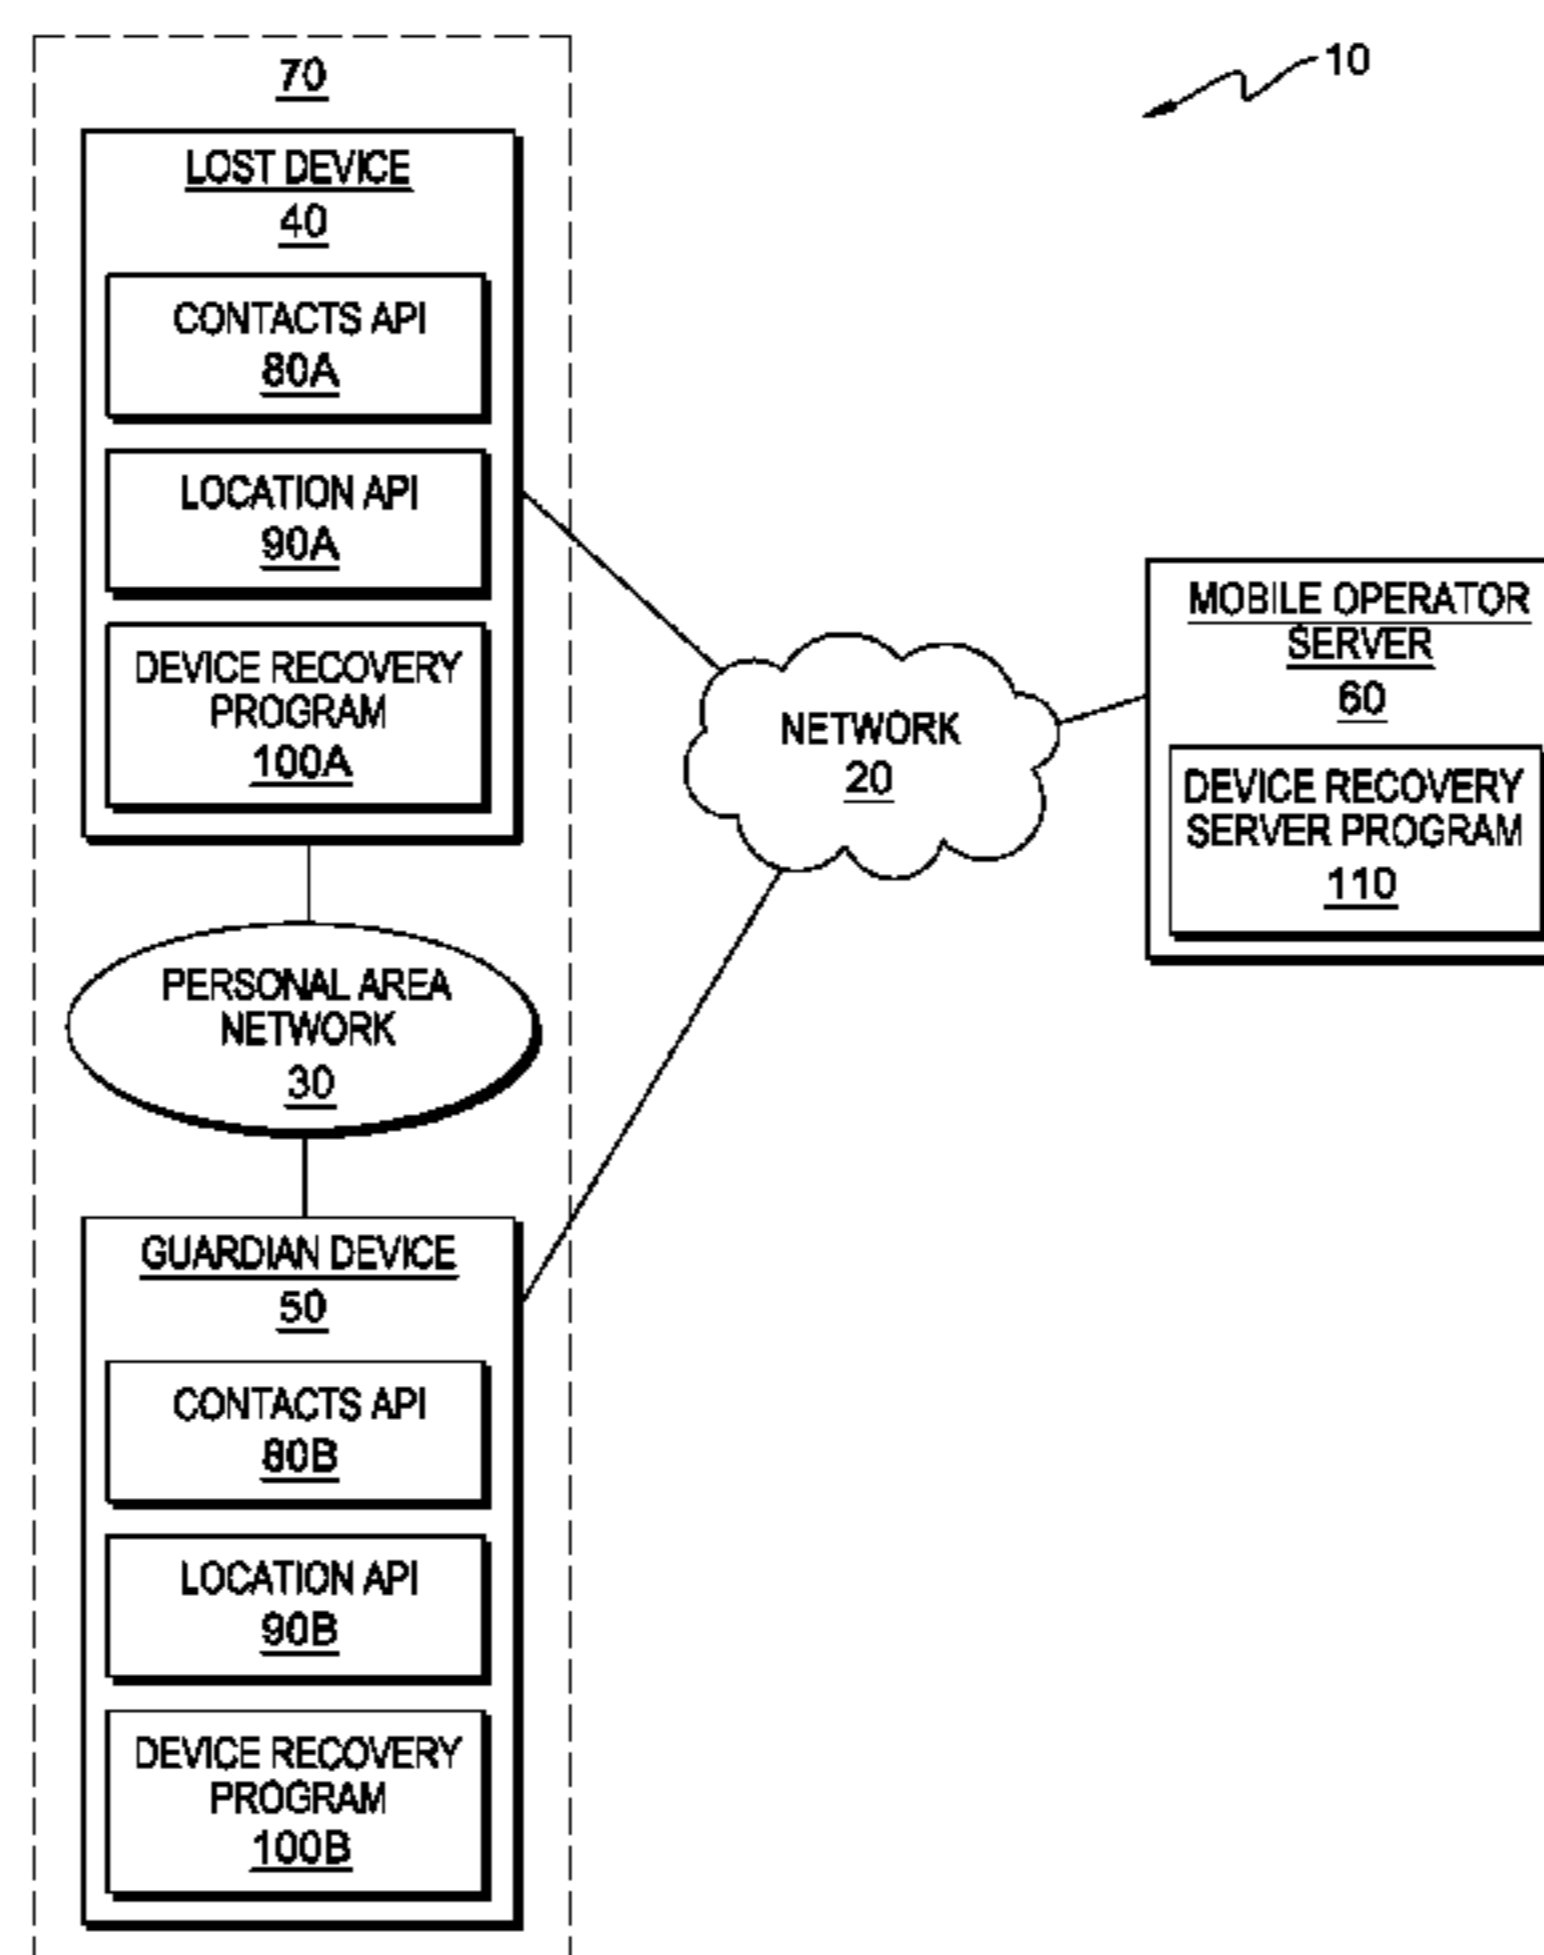 10
70
LOST DEVICE
40
CONTACTS API
80A
LOCATION API
90A
DEVICE RECOVERY
PROGRAM
100A
PERSONAL AREA
NETWORK
30
GUARDIAN DEVICE
50
CONTACTS API
80B
LOCATION API
90B
DEVICE RECOVERY
PROGRAM
100B
NETWORK
20
MOBILE OPERATOR
SERVER
60
DEVICE RECOVERY
SERVER PROGRAM
110